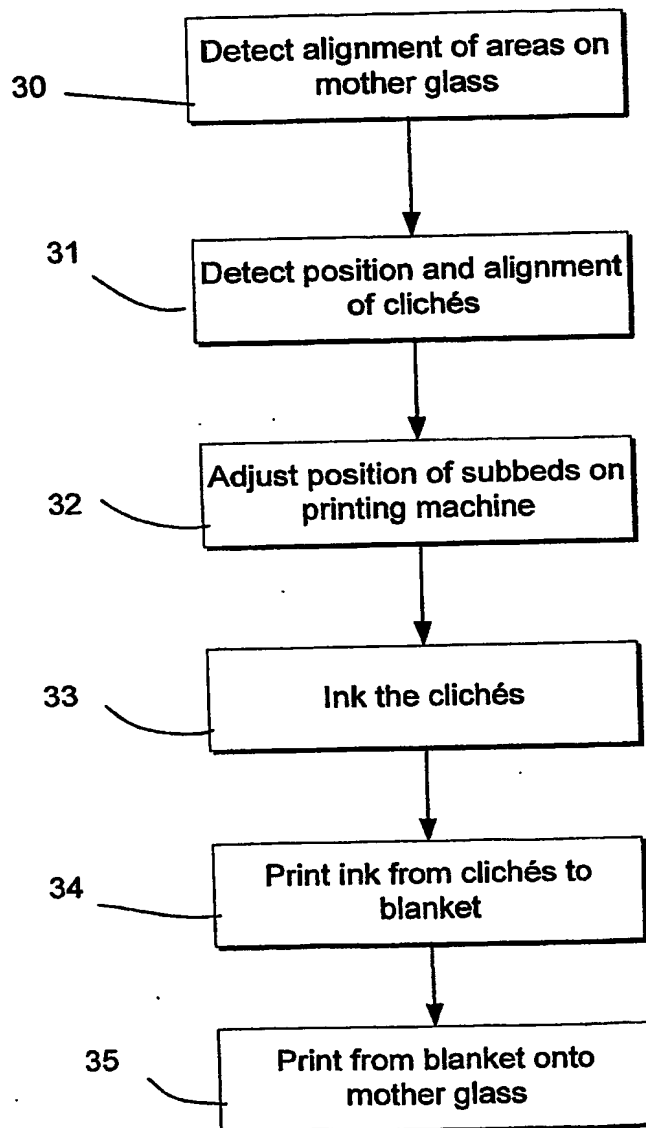 Detect alignment of areas on
mother glass
30
31
Detect position and alignment
of clichés
Adjust position of subbeds on
printing machine
32
33
Ink the clichés
34
Print ink from clichés to
blanket
35
Print from blanket onto
mother glass